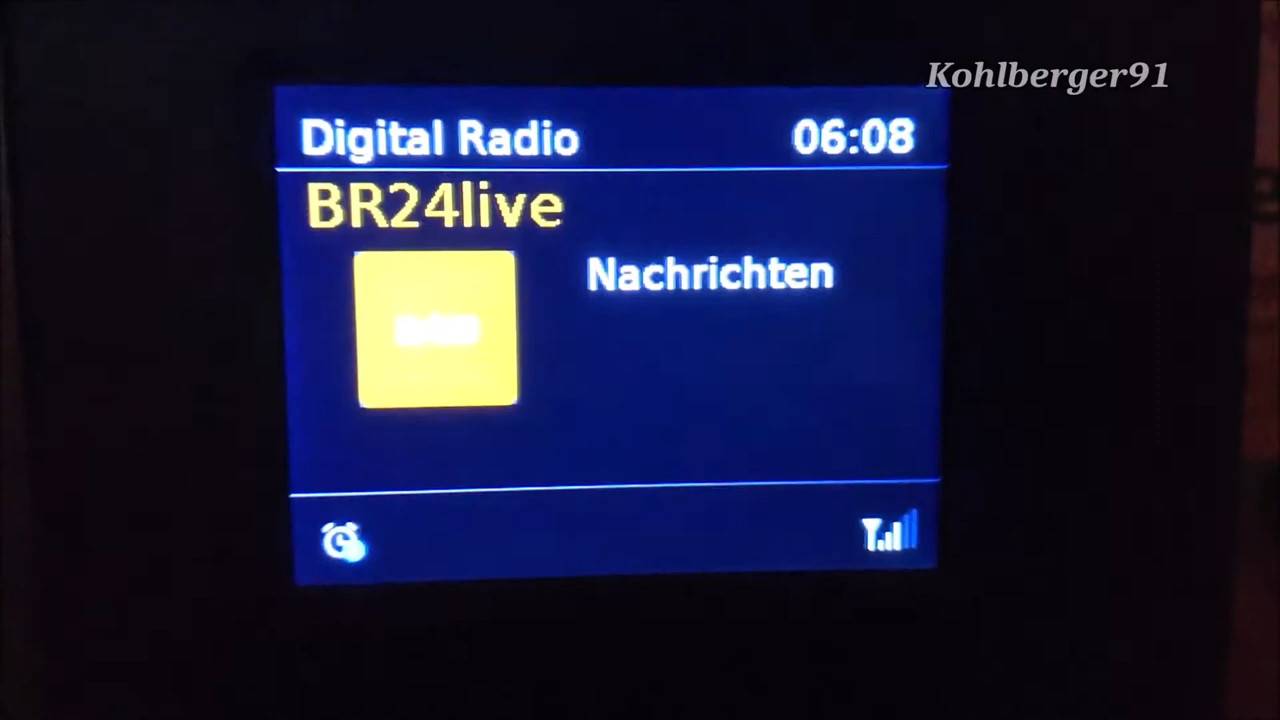 Kohlberger91
Digital Radio 06:08
BR24live
Nachrichten